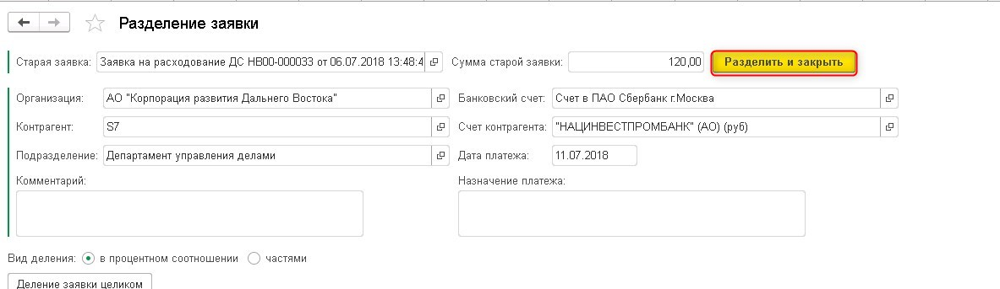 Разделение заявки
Старая заявка: Заявка на расходование ДС НВ00-000033 от 06.07.2018 13:48:4 Сумма старой заявки: 120,00 Разделить и закрыть
Организация: АО "Корпорация развития Дальнего Востока" Банковский счет: Счет в ПАО Сбербанк г.Москва
Контрагент: S7 Счет контрагента: "НАЦИНВЕСТПРОМБАНК" (АО) (руб)
Подразделение: Департамент управления делами Дата платежа: 11.07.2018
Комментарий: Назначение платежа:
Вид деления: в процентном соотношении частями
Деление заявки целиком